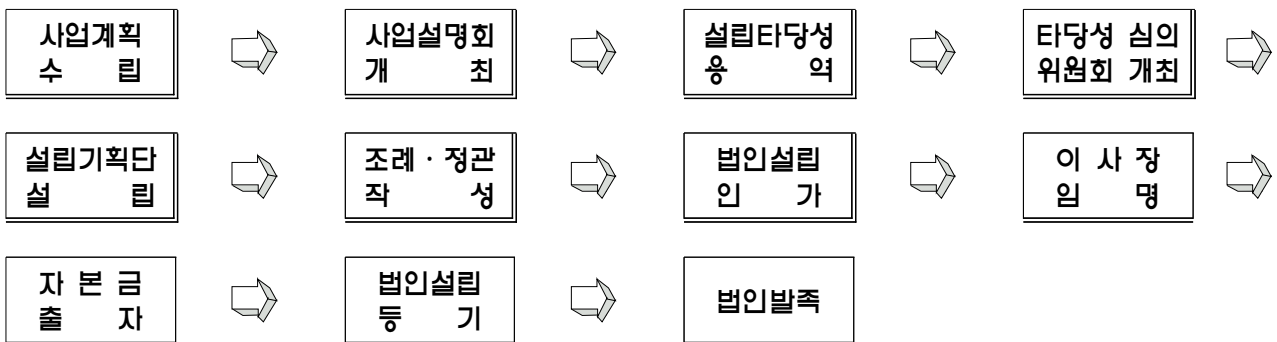 사업계획
수 립
사업설명회
개 최
설립타당성
용 역
타당성 심의
위원회 개최
설립기획단
설 립
조례 · 정관
작 성
법인설립
인 가
이 사 장
임 명
자 본 금
출 자
법인설립
등 기
법인발족